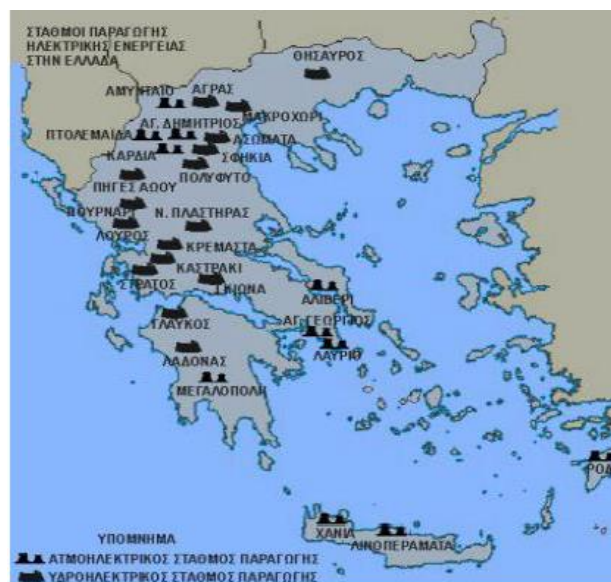 ΣΤΑΘΜΟΙ ΠΑΡΑΓΩΓΗΣ
ΗΛΕΚΤΡΙΚΗΣ ΕΝΕΡΓΕΙΑΣ
ΣΤΗΝ ΕΛΛΑΔΑ
ΘΗΣΑΥΡΟΣ
ΑΜΥΝΤΑΙΟ
ΑΓΡΑΣ
ΜΑΚΡΟΧΩΡΙ
ΑΓ. ΔΗΜΗΤΡΙΟΣ
ΠΤΟΛΕΜΑΙΔΑ
ΑΣΩΜΑΤΑ
ΚΑΡΔΙΑ
ΣΦΗΚΙΑ
ΠΟΛΥΦΥΤΟ
ΠΗΓΕΣ ΑΩΟΥ
ΠΟΥΡΝΑΡΙ
Ν. ΠΛΑΣΤΗΡΑΣ
ΛΟΥΡΟΣ
ΚΡΕΜΑΣΤΑ
ΚΑΣΤΡΑΚΙ
ΣΤΡΑΤΟΣ
ΓΚΙΩΝΑ
ΑΛΙΒΕΡΙ
ΓΛΑΥΚΟΣ
ΑΓ. ΓΕΩΡΓΙΟΣ
ΛΑΥΡΙΟ
ΛΑΔΩΝΑΣ
ΜΕΓΑΛΟΠΟΛΗ
ΡΟΔ
ΧΑΝΙΑ
ΛΙΝΟΠΕΡΑΜΑΤΑ
ΥΠΟΜΝΗΜΑ
ΑΤΜΟΗΛΕΚΤΡΙΚΟΣ ΣΤΑΘΜΟΣ ΠΑΡΑΓΩΓΗΣ
ΥΔΡΟΗΛΕΚΤΡΙΚΟΣ ΣΤΑΘΜΟΣ ΠΑΡΑΓΩΓΗΣ